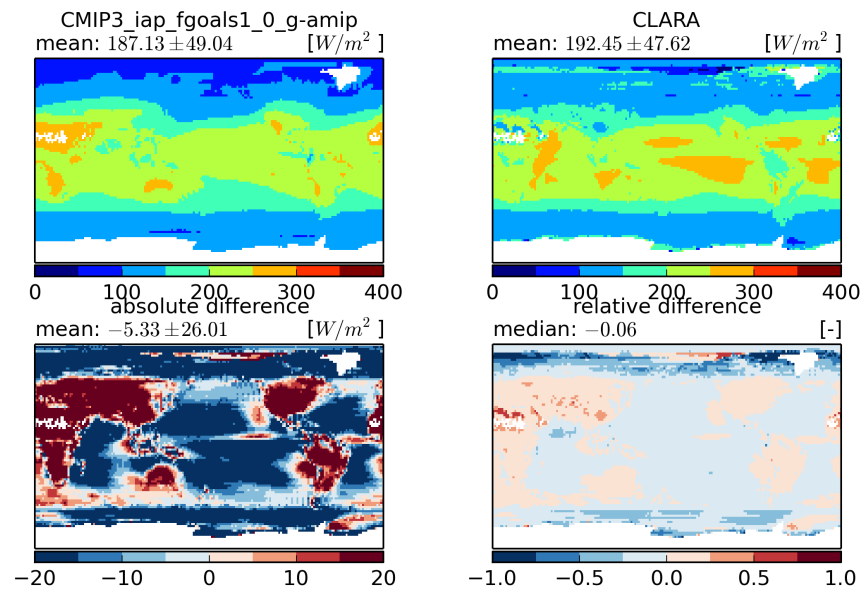 CMIP3_iap_fgoals1_0_g-amip
mean: 187.13±49.04 [W/m² ]
0 100 200 300 400
CLARA
mean: 192.45±47.62 [W/m² ]
0 100 200 300 400
absolute difference
mean: −5.33±26.01 [W/m² ]
−20 −10 0 10 20
relative difference
median: −0.06 [-]
−1.0 −0.5 0.0 0.5 1.0